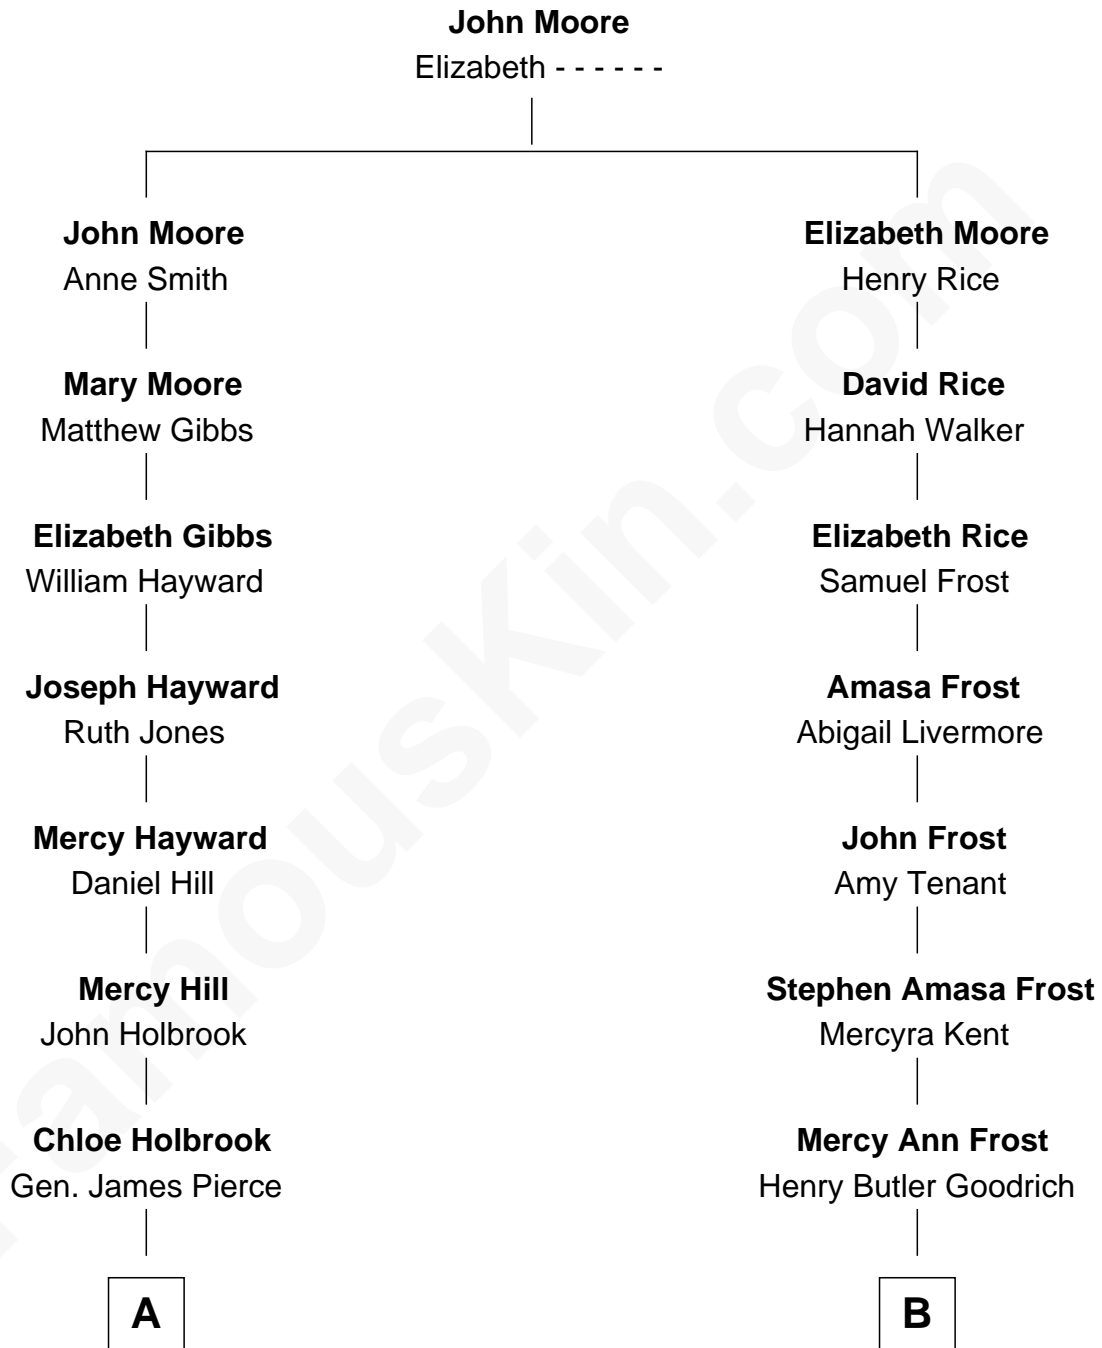 John Moore
Elizabeth - - - - - -
John Moore
Anne Smith
Mary Moore
Matthew Gibbs
Elizabeth Gibbs
William Hayward
Joseph Hayward
Ruth Jones
Mercy Hayward
Daniel Hill
Mercy Hill
John Holbrook
Chloe Holbrook
Gen. James Pierce
A
Elizabeth Moore
Henry Rice
David Rice
Hannah Walker
Elizabeth Rice
Samuel Frost
Amasa Frost
Abigail Livermore
John Frost
Amy Tenant
Stephen Amasa Frost
Mercyra Kent
Mercy Ann Frost
Henry Butler Goodrich
B
FamousKin.com